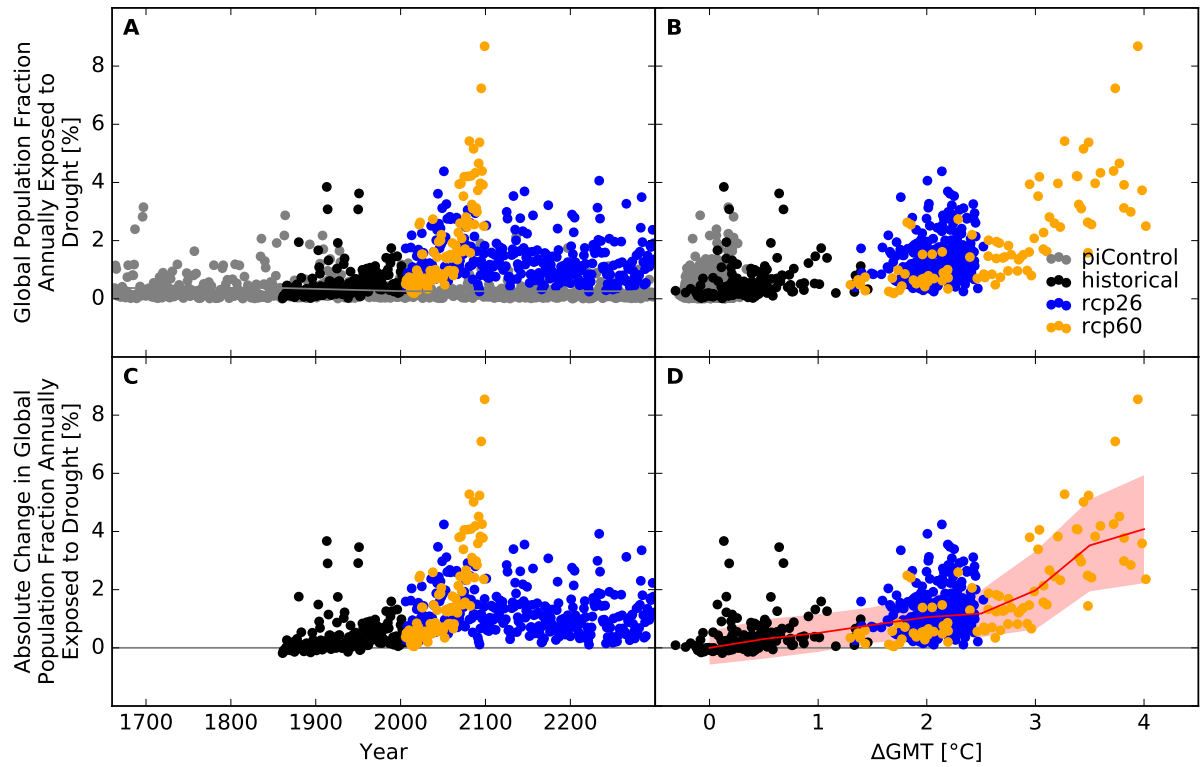 A
B
Global Population Fraction
Annually Exposed to
Drought [%]
8
6
4
2
0
piControl
historical
rcp26
rcp60
C
D
Absolute Change in Global
Population Fraction Annually
Exposed to Drought [%]
8
6
4
2
0
1700 1800 1900 2000 2100 2200
0 1 2 3 4
Year
ΔGMT [°C]